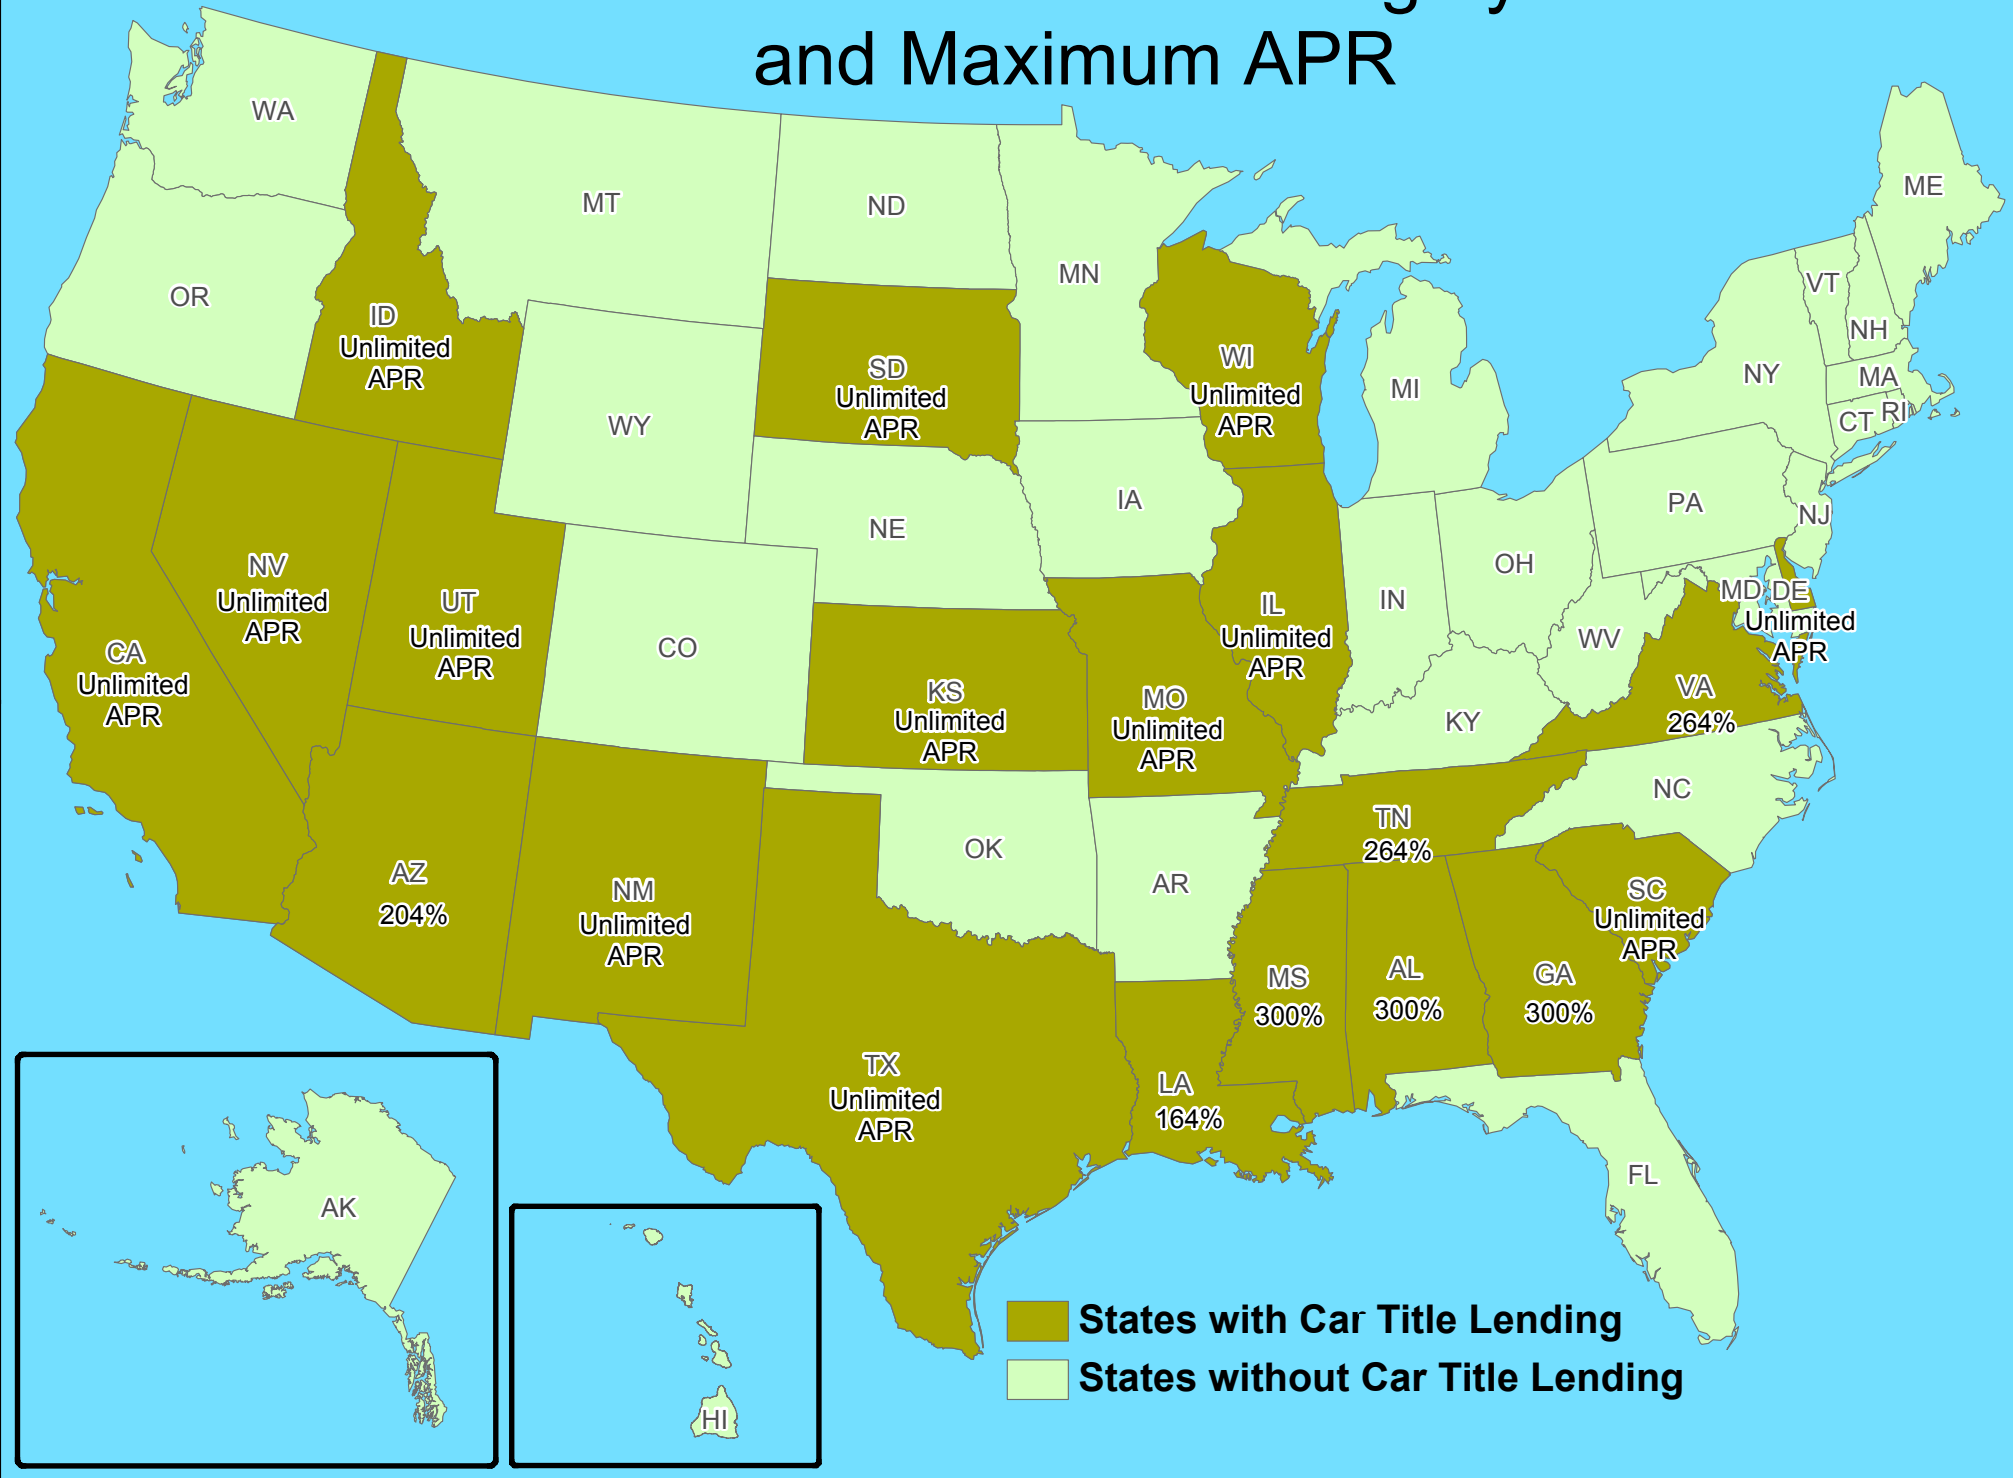 and Maximum APR
WA
MT
ND
MN
ME
OR
ID
Unlimited
APR
SD
Unlimited
APR
WI
Unlimited
APR
MI
VT
NH
NY
MA
CT
RI
WY
IA
NE
PA
NJ
OH
IN
IL
Unlimited
APR
MD
DE
Unlimited
APR
WV
VA
264%
NV
Unlimited
APR
UT
Unlimited
APR
CA
Unlimited
APR
CO
KS
Unlimited
APR
MO
Unlimited
APR
KY
NC
TN
264%
OK
AR
AZ
204%
NM
Unlimited
APR
SC
Unlimited
APR
MS
300%
AL
300%
GA
300%
TX
Unlimited
APR
LA
164%
FL
AK
HI
States with Car Title Lending
States without Car Title Lending